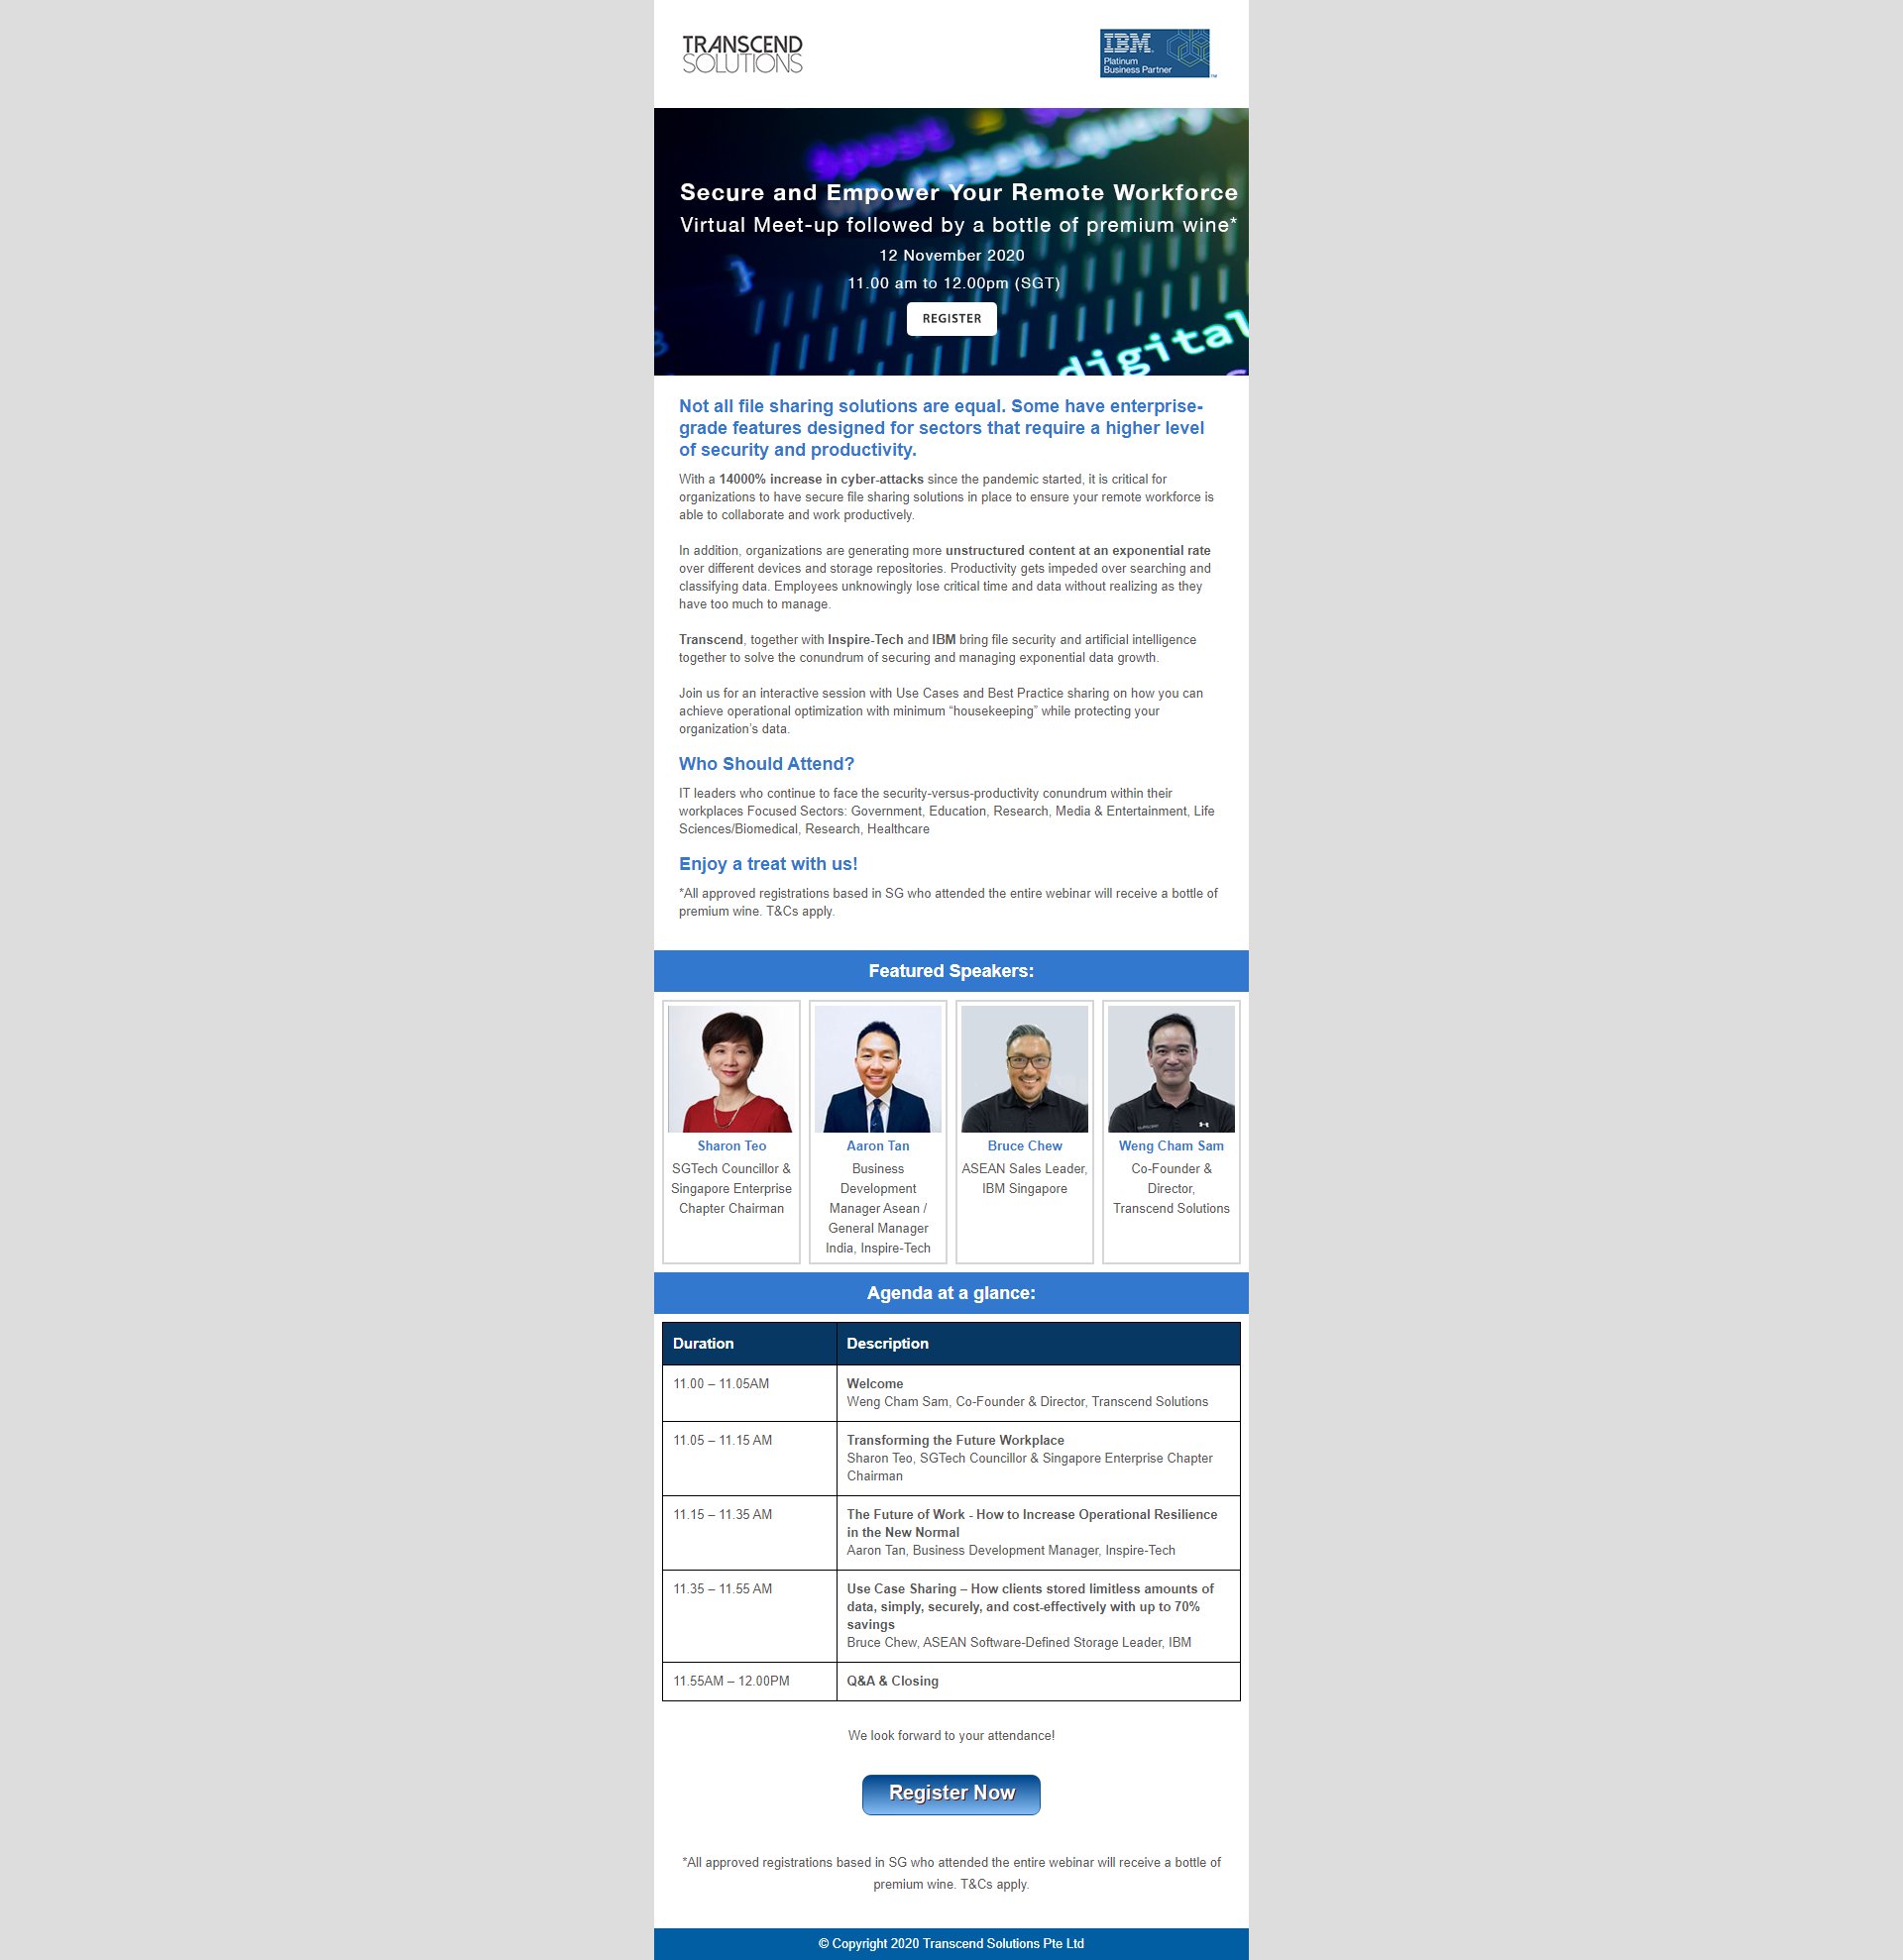 TRANSCEND
SOLUTIONS
IBM.
Platinum
Business Partner
™
Secure and Empower Your Remote Workforce
Virtual Meet-up followed by a bottle of premium wine*
12 November 2020
11.00 am to 12.00pm (SGT)
REGISTER
digital
Not all file sharing solutions are equal. Some have enterprise-
grade features designed for sectors that require a higher level
of security and productivity.
With a 14000% increase in cyber-attacks since the pandemic started, it is critical for
organizations to have secure file sharing solutions in place to ensure your remote workforce is
able to collaborate and work productively.
In addition, organizations are generating more unstructured content at an exponential rate
over different devices and storage repositories. Productivity gets impeded over searching and
classifying data. Employees unknowingly lose critical time and data without realizing as they
have too much to manage.
Transcend, together with Inspire-Tech and IBM bring file security and artificial intelligence
together to solve the conundrum of securing and managing exponential data growth.
Join us for an interactive session with Use Cases and Best Practice sharing on how you can
achieve operational optimization with minimum “housekeeping” while protecting your
organization’s data.
Who Should Attend?
IT leaders who continue to face the security-versus-productivity conundrum within their
workplaces Focused Sectors: Government, Education, Research, Media & Entertainment, Life
Sciences/Biomedical, Research, Healthcare
Enjoy a treat with us!
*All approved registrations based in SG who attended the entire webinar will receive a bottle of
premium wine. T&Cs apply.
Featured Speakers:
Sharon Teo
SGTech Councillor &
Singapore Enterprise
Chapter Chairman
Aaron Tan
Business
Development
Manager Asean /
General Manager
India, Inspire-Tech
Bruce Chew
ASEAN Sales Leader,
IBM Singapore
Weng Cham Sam
Co-Founder &
Director,
Transcend Solutions
Agenda at a glance:
Duration Description
11.00 – 11.05AM Welcome
Weng Cham Sam, Co-Founder & Director, Transcend Solutions
11.05 – 11.15 AM Transforming the Future Workplace
Sharon Teo, SGTech Councillor & Singapore Enterprise Chapter
Chairman
11.15 – 11.35 AM The Future of Work - How to Increase Operational Resilience
in the New Normal
Aaron Tan, Business Development Manager, Inspire-Tech
11.35 – 11.55 AM Use Case Sharing – How clients stored limitless amounts of
data, simply, securely, and cost-effectively with up to 70%
savings
Bruce Chew, ASEAN Software-Defined Storage Leader, IBM
11.55AM – 12.00PM Q&A & Closing
We look forward to your attendance!
Register Now
*All approved registrations based in SG who attended the entire webinar will receive a bottle of
premium wine. T&Cs apply.
© Copyright 2020 Transcend Solutions Pte Ltd